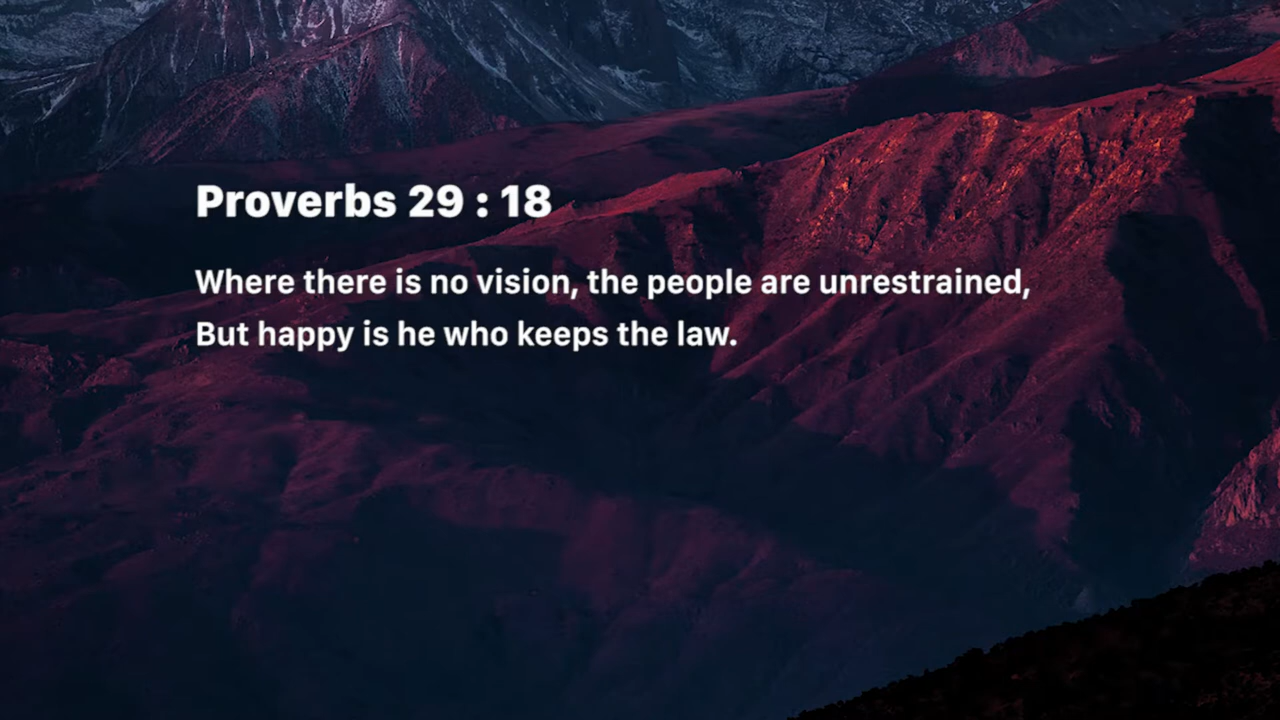 Proverbs 29 : 18
Where there is no vision, the people are unrestrained,
But happy is he who keeps the law.